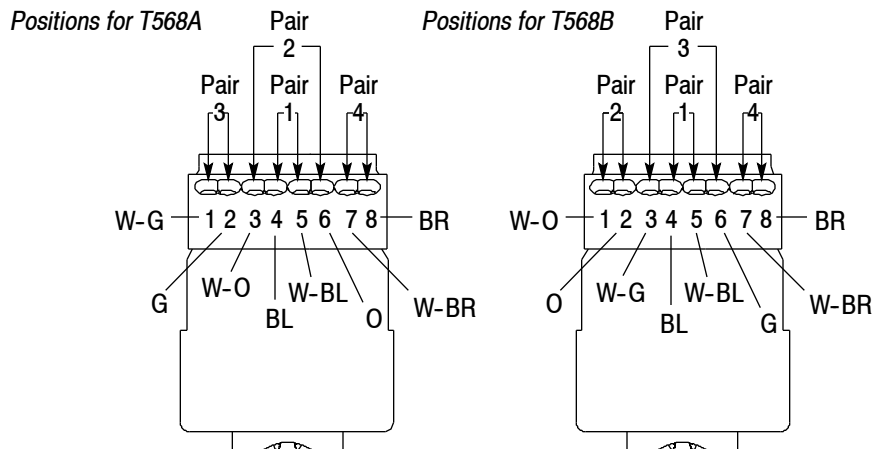 Positions for T568A
Pair
2
Pair
3
Pair
1
Pair
4
W-G
1 2 3 4 5 6 7 8
BR
G
W-O
BL
W-BL
O
W-BR
Positions for T568B
Pair
3
Pair
2
Pair
1
Pair
4
W-O
1 2 3 4 5 6 7 8
BR
O
W-G
BL
W-BL
G
W-BR